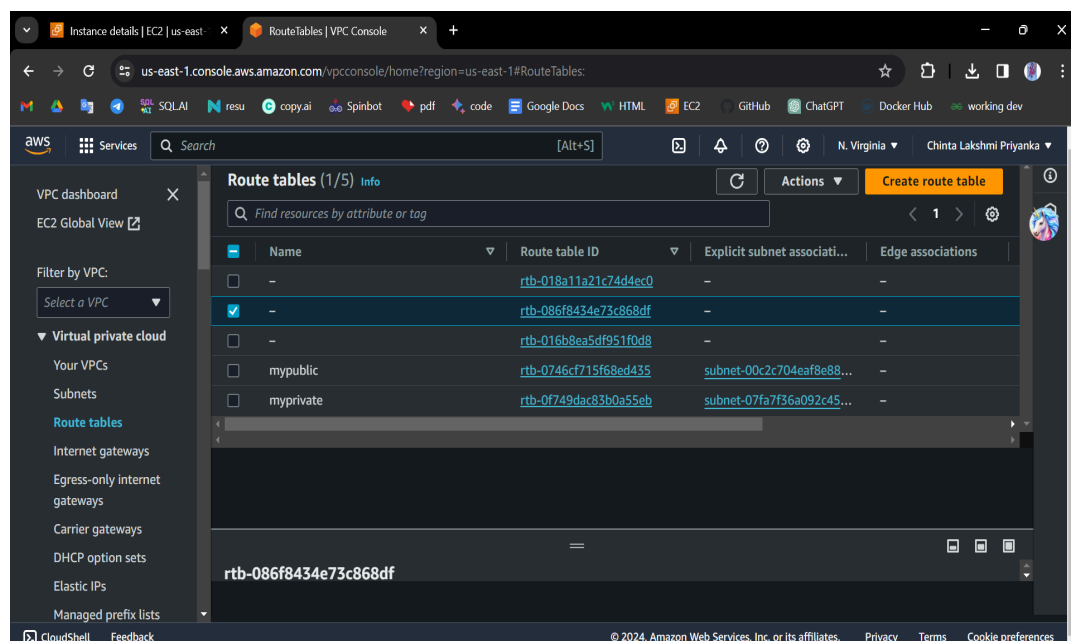 Instance details | EC2 | us-east-
RouteTables | VPC Console
us-east-1.console.aws.amazon.com/vpcconsole/home?region=us-east-1#RouteTables:
SQL.AI resu copy.ai Spinbot pdf code Google Docs HTML EC2 GitHub ChatGPT Docker Hub working dev
aws Services Search [Alt+S] N. Virginia Chinta Lakshmi Priyanka
VPC dashboard
EC2 Global View
Filter by VPC:
Select a VPC
Virtual private cloud
Your VPCs
Subnets
Route tables
Internet gateways
Egress-only internet
gateways
Carrier gateways
DHCP option sets
Elastic IPs
Managed prefix lists
Route tables (1/5) Info Actions Create route table
Find resources by attribute or tag 1
Name Route table ID Explicit subnet associati... Edge associations
– rtb-018a11a21c74d4ec0 – –
– rtb-086f8434e73c868df – –
– rtb-016b8ea5df951f0d8 – –
mypublic rtb-0746cf715f68ed435 subnet-00c2c704eaf8e88... –
myprivate rtb-0f749dac83b0a55eb subnet-07fa7f36a092c45... –
rtb-086f8434e73c868df
CloudShell Feedback © 2024, Amazon Web Services, Inc. or its affiliates. Privacy Terms Cookie preferences